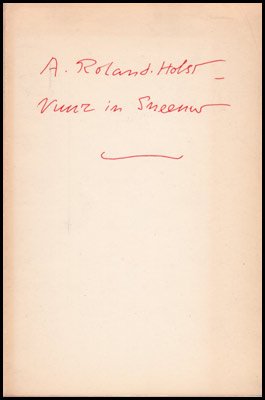 A. Roland Holst –
Vuur in Sneeuw